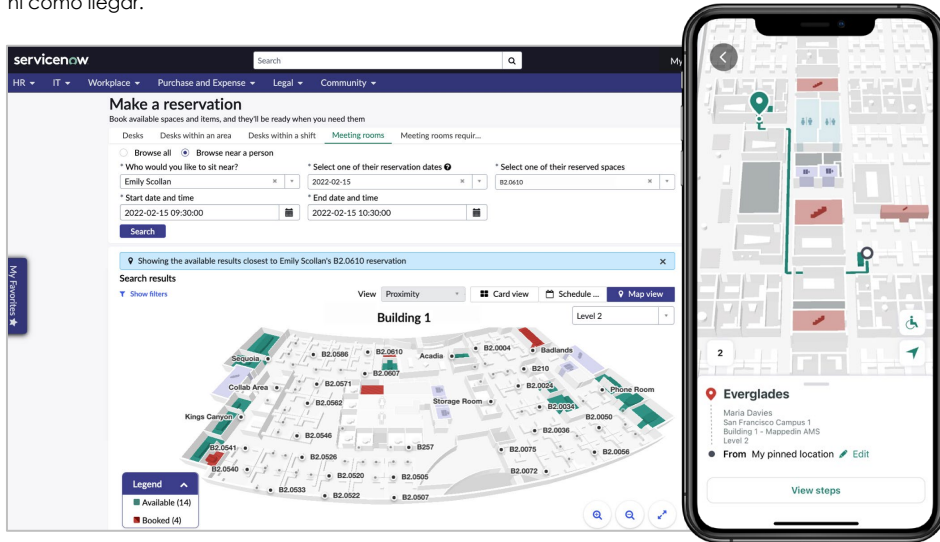 ni cómo llegar.
servicenow
Search
My
HR IT Workplace Purchase and Expense Legal Community
Make a reservation
Book available spaces and items, and they'll be ready when you need them
Desks Desks within an area Desks within a shift Meeting rooms Meeting rooms requir...
Browse all Browse near a person
* Who would you like to sit near? * Select one of their reservation dates * Select one of their reserved spaces
Emily Scollan 2022-02-15 B2.0610
* Start date and time * End date and time
2022-02-15 09:30:00 2022-02-15 10:30:00
Search
Showing the available results closest to Emily Scollan's B2.0610 reservation
Search results
Show filters View Proximity Card view Schedule ... Map view
Building 1 Level 2
My Favorites
Sequoia B2.0586 B2.0610 Acadia B2.0004 Badlands
B2.0607 B210
Collab Area B2.0571 B2.0024 Phone Room
B2.0562 Storage Room B2.0034
Kings Canyon B2.0050
B2.0546 B2.0036
B2.0541 B257 B2.0075 B2.0056
B2.0526
B2.0540 B2.0520 B2.0505 B2.0072
B2.0533 B2.0522 B2.0507
Legend
Available (14)
Booked (4)
2
Everglades
Maria Davies
San Francisco Campus 1
Building 1 - Mappedin AMS
Level 2
From My pinned location Edit
View steps